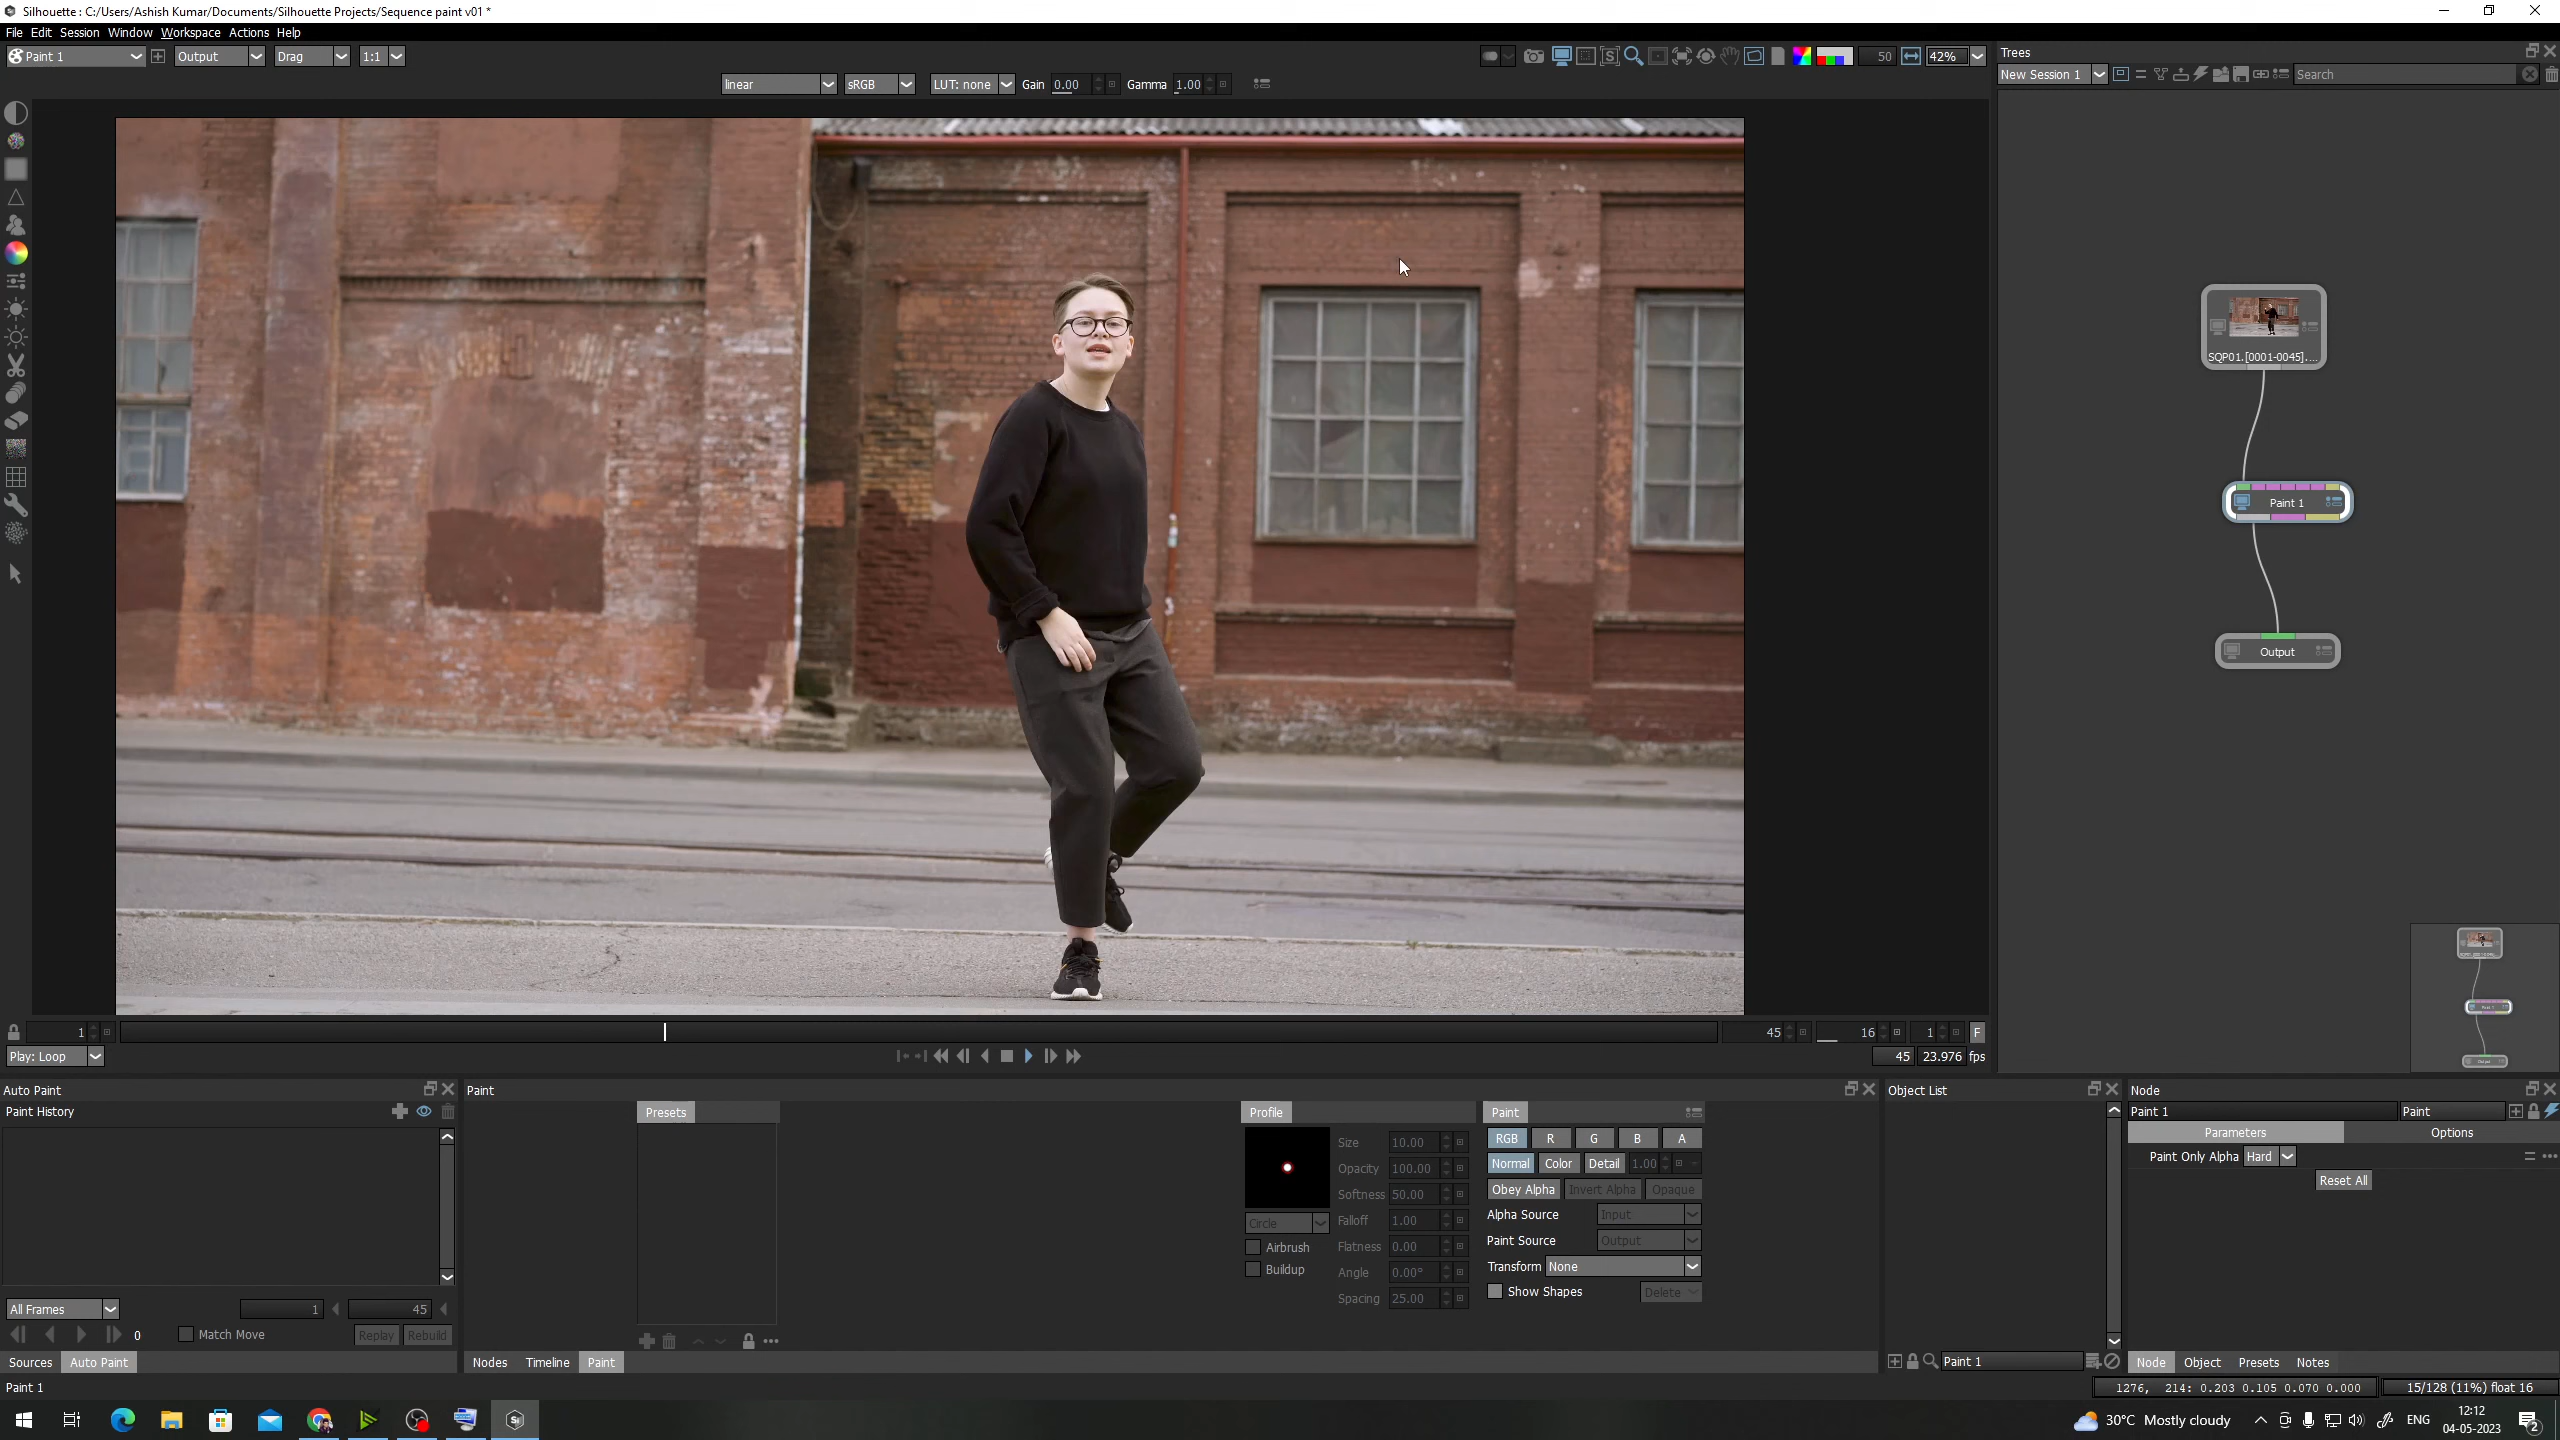 Silhouette : C:/Users/Ashish Kumar/Documents/Silhouette Projects/Sequence paint v01 *
File Edit Session Window Workspace Actions Help
Paint 1 Output Drag 1:1
50 42%
linear sRGB LUT: none Gain 0.00 Gamma 1.00
Trees
New Session 1 Search
SQP01.[0001-0045]....
Paint 1
Output
1 45 16 1 F
Play: Loop 45 23.976 fps
Auto Paint
Paint History
All Frames 1 45
0 Match Move Replay Rebuild
Sources Auto Paint
Paint
Presets
Profile
Size 10.00
Opacity 100.00
Softness 50.00
Circle Falloff 1.00
Airbrush Flatness 0.00
Buildup Angle 0.00°
Spacing 25.00
Paint
RGB R G B A
Normal Color Detail 1.00
Obey Alpha Invert Alpha Opaque
Alpha Source Input
Paint Source Output
Transform None
Show Shapes Delete
Nodes Timeline Paint
Object List
Paint 1
Node
Paint 1 Paint
Parameters Options
Paint Only Alpha Hard
Reset All
Node Object Presets Notes
Paint 1
1276, 214: 0.203 0.105 0.070 0.000 15/128 (11%) float 16
30°C Mostly cloudy ENG 12:12
04-05-2023 2